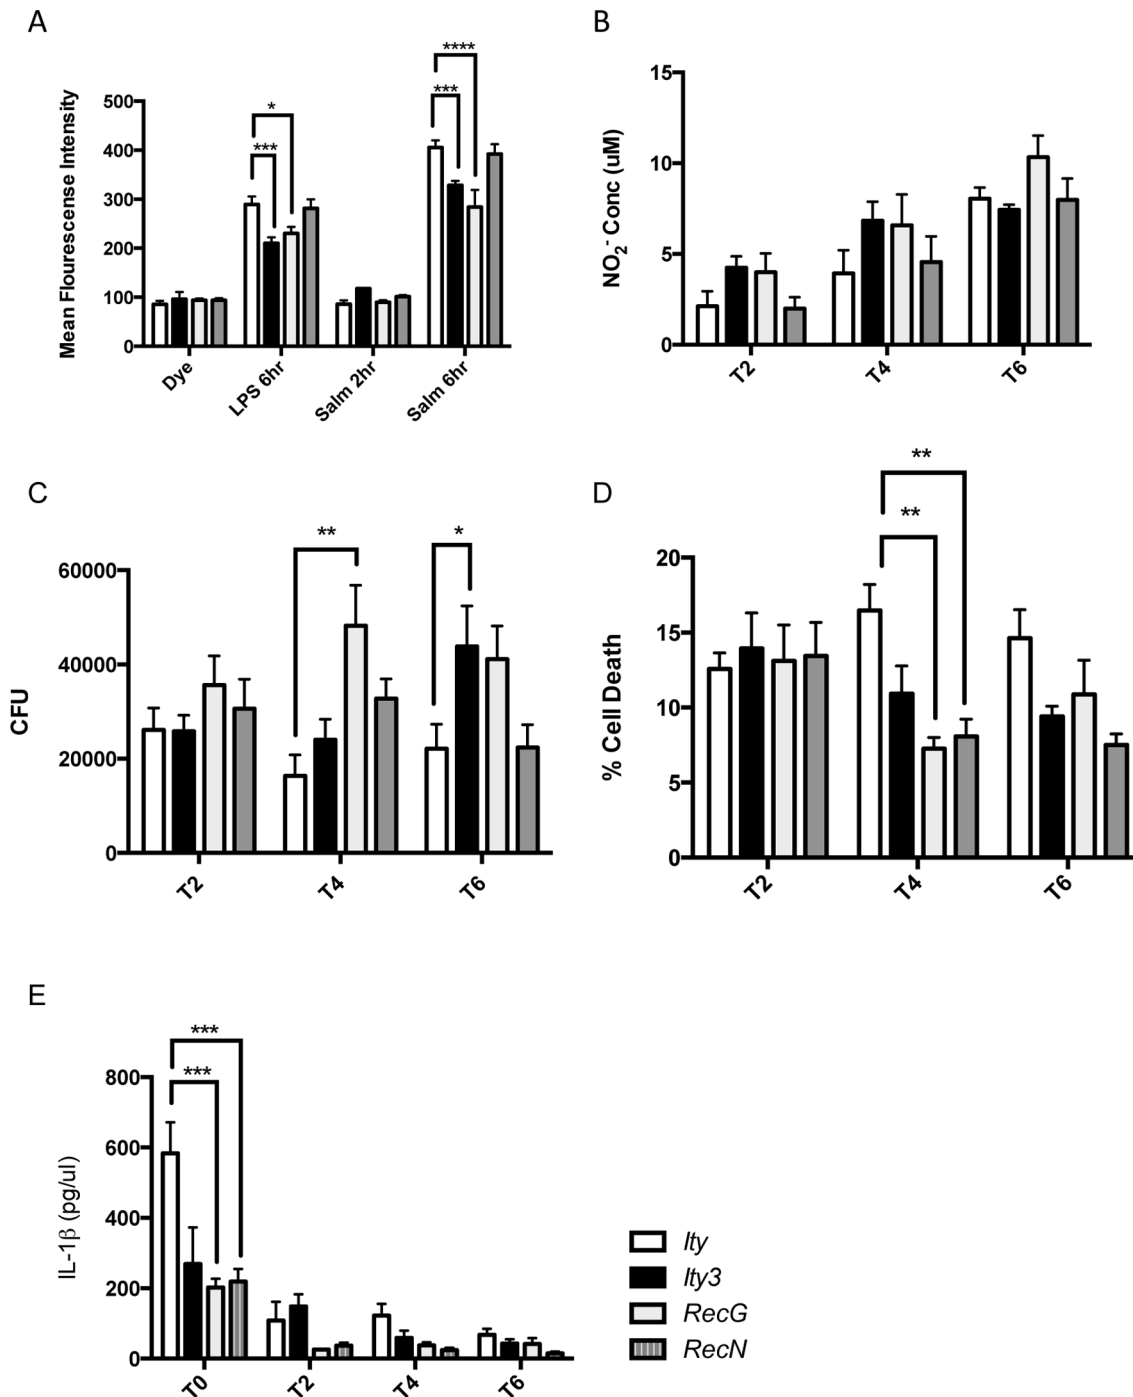 A
Mean Flourescense Intensity
500
400
300
200
100
0
*
***
****
***
Dye
LPS 6hr
Salm 2hr
Salm 6hr
B
NO₂⁻ Conc (uM)
15
10
5
0
T2
T4
T6
C
CFU
60000
40000
20000
0
**
*
T2
T4
T6
D
% Cell Death
20
15
10
5
0
**
**
T2
T4
T6
E
IL-1β (pg/ul)
800
600
400
200
0
***
***
T0
T2
T4
T6
Ity
Ity3
RecG
RecN